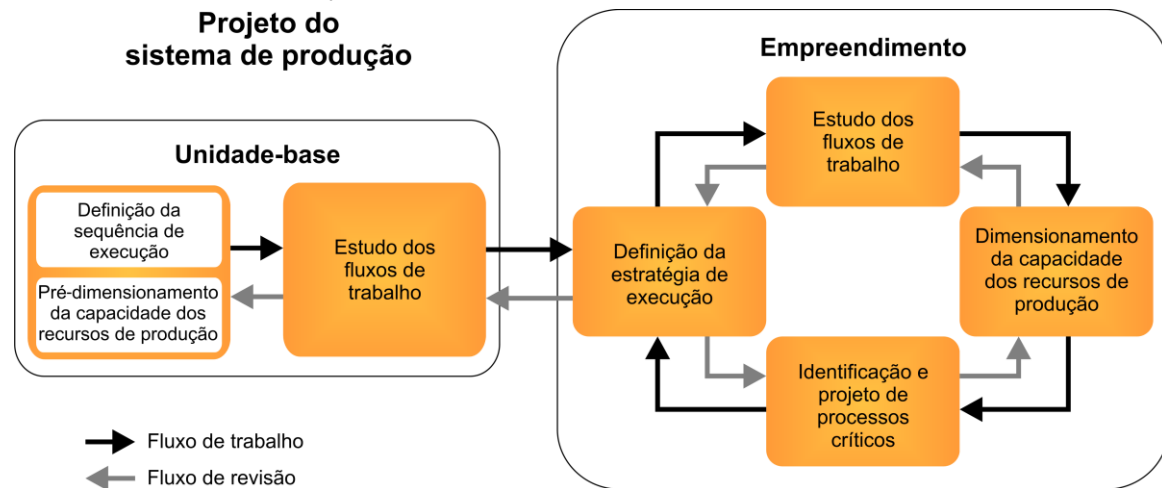 Projeto do
sistema de produção
Empreendimento
Unidade-base
Definição da
sequência de
execução
Pré-dimensionamento
da capacidade dos
recursos de produção
Estudo dos
fluxos de
trabalho
Definição da
estratégia de
execução
Estudo dos
fluxos de
trabalho
Dimensionamento
da capacidade
dos recursos de
produção
Identificação e
projeto de
processos
críticos
Fluxo de trabalho
Fluxo de revisão